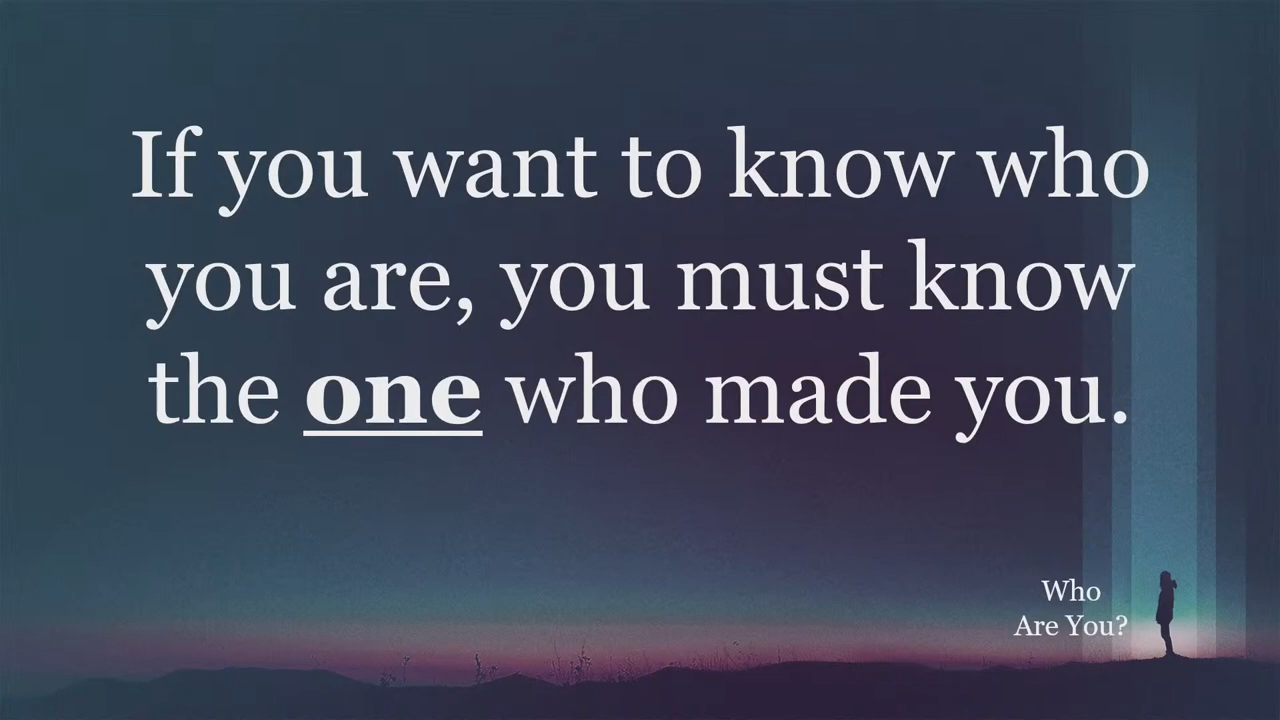 If you want to know who
you are, you must know
the one who made you.
Who
Are You?